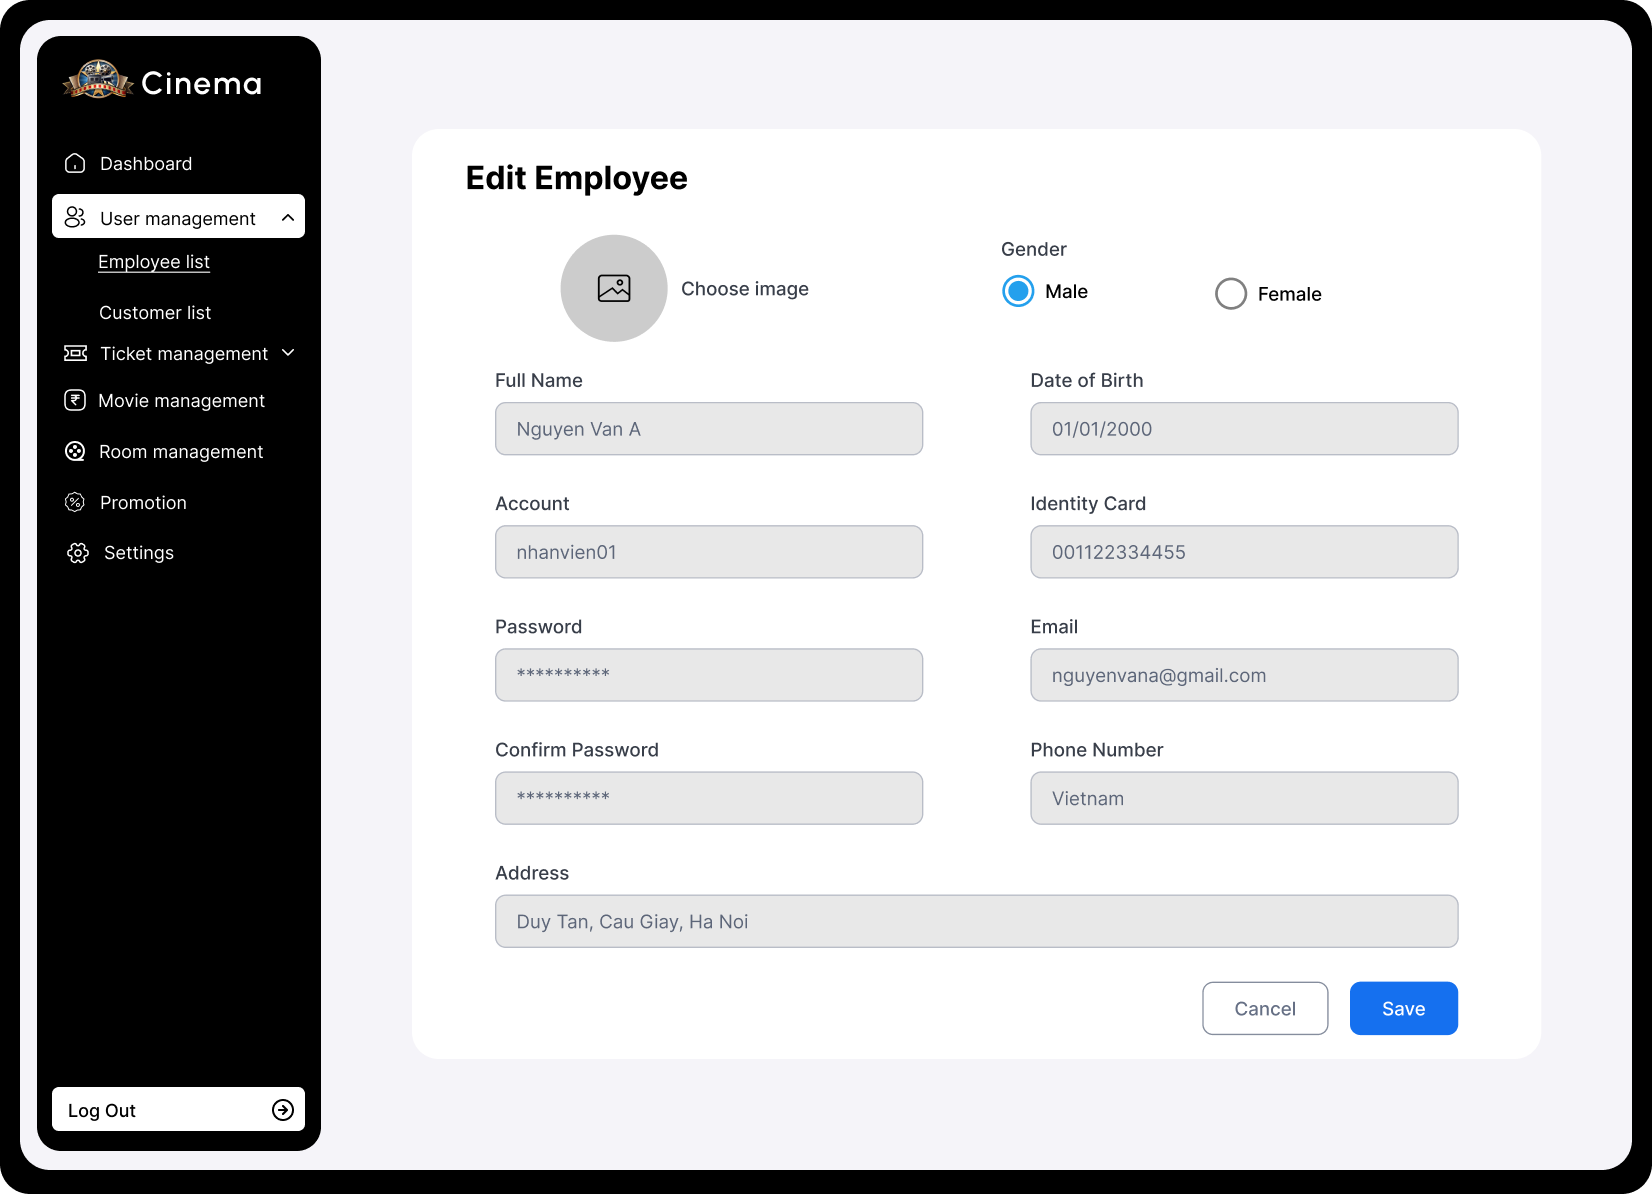 Cinema
Dashboard
User management
Employee list
Customer list
Ticket management
Movie management
Room management
Promotion
Settings
Log Out
Edit Employee
Choose image
Gender
Male
Female
Full Name
Nguyen Van A
Date of Birth
01/01/2000
Account
nhanvien01
Identity Card
001122334455
Password
**********
Email
nguyenvana@gmail.com
Confirm Password
**********
Phone Number
Vietnam
Address
Duy Tan, Cau Giay, Ha Noi
Cancel
Save